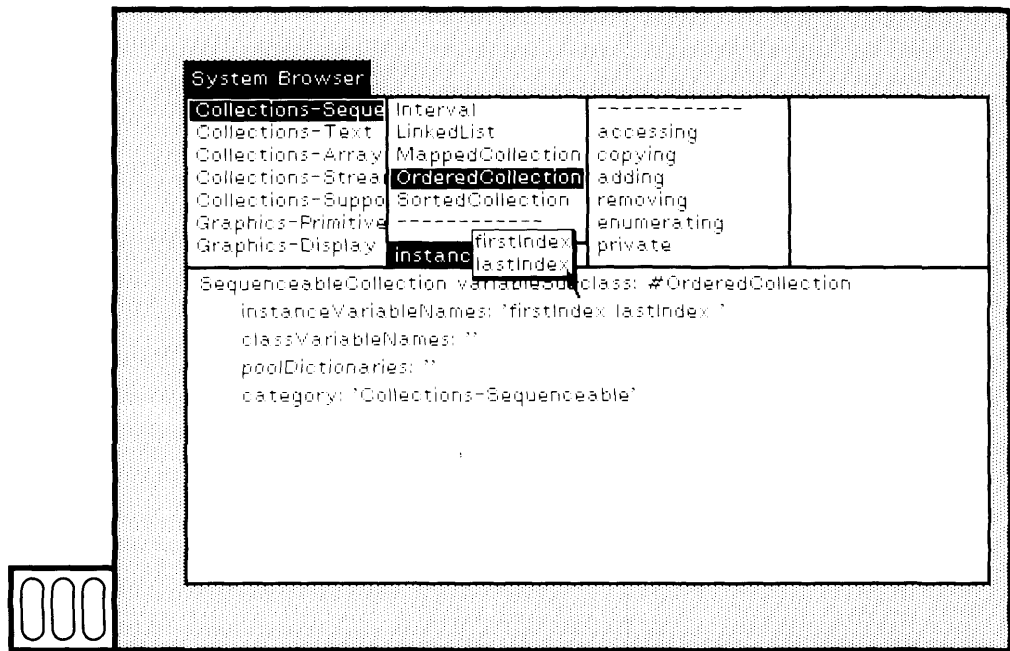 System Browser
Collections-Seque
Collections-Text
Collections-Array
Collections-Strea
Collections-Suppo
Graphics-Primitive
Graphics-Display
Interval
LinkedList
MappedCollection
OrderedCollection
SortedCollection
------------
instanc
firstIndex
lastIndex
------------
accessing
copying
adding
removing
enumerating
private
SequenceableCollection variableSubclass: #OrderedCollection
instanceVariableNames: 'firstIndex lastIndex '
classVariableNames: ''
poolDictionaries: ''
category: 'Collections-Sequenceable'